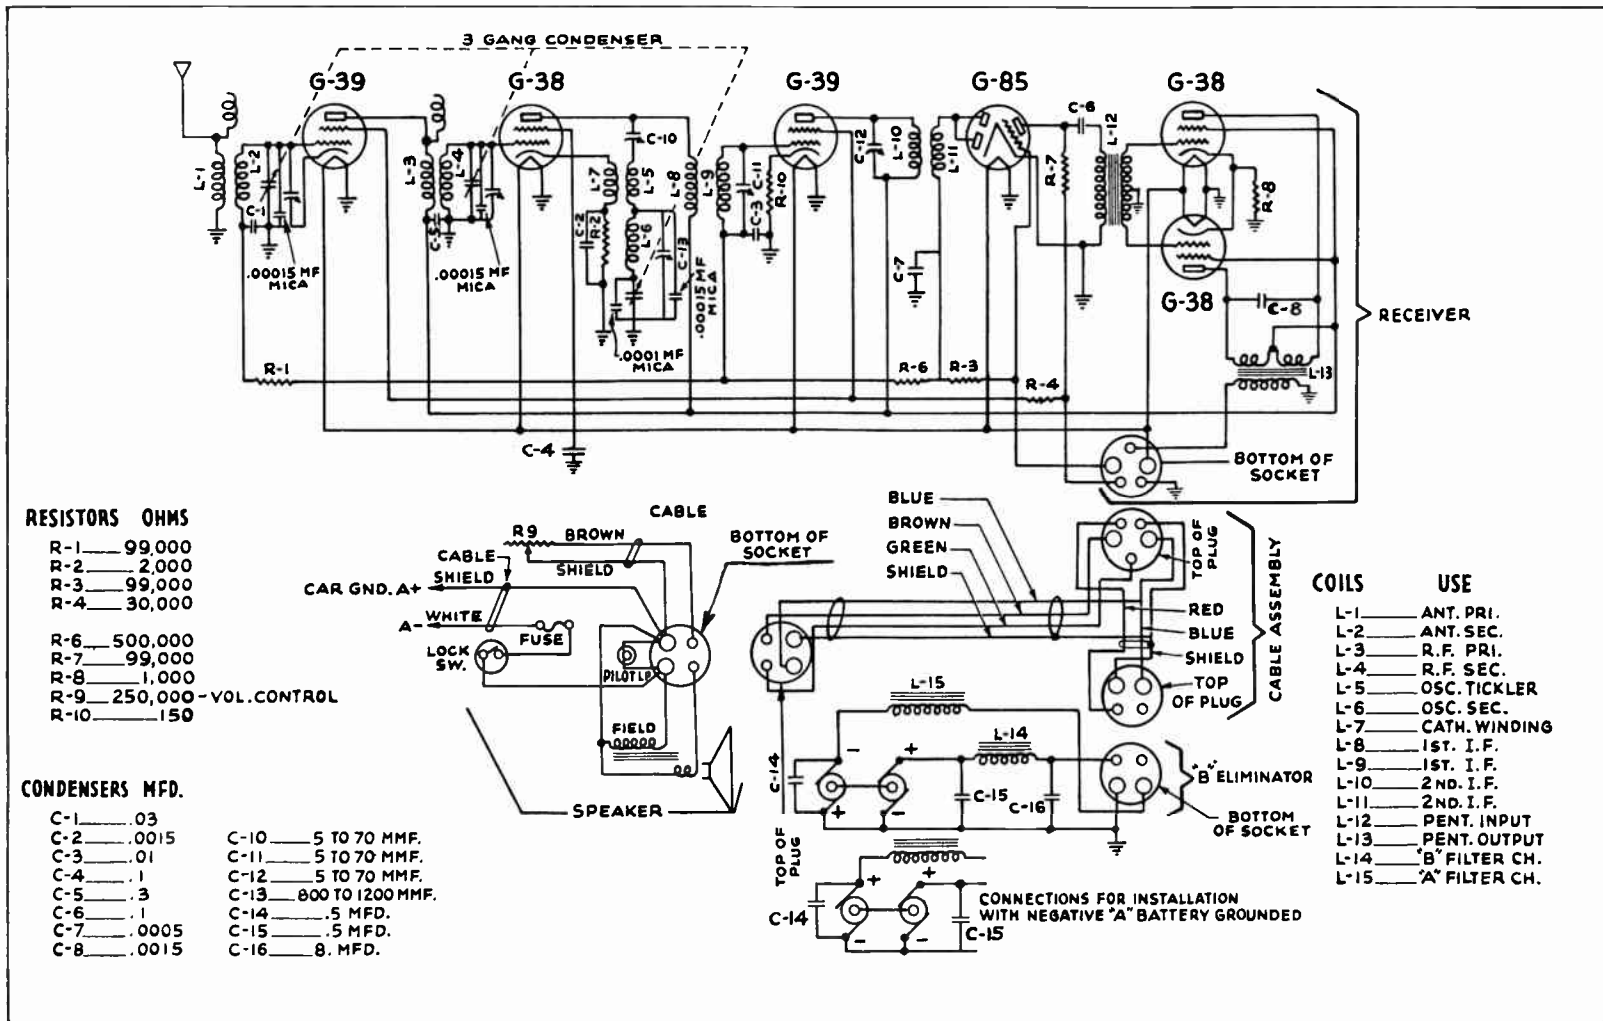 3 GANG CONDENSER
G-39
G-38
G-39
G-85
G-38
L-1
L-2
C-1
L-3
L-4
C-5
C-10
L-7
L-5
L-8
L-9
C-2
R-2
L-6
C-13
C-11
C-3
R-10
C-12
L-10
L-11
C-7
C-6
R-7
L-12
R-8
G-38
C-8
L-13
.00015 MF
MICA
.00015 MF
MICA
.0001 MF
MICA
.00015 MF
MICA
R-1
R-6
R-3
R-4
C-4
RECEIVER
BOTTOM OF
SOCKET
RESISTORS OHMS
R-1 99,000
R-2 2,000
R-3 99,000
R-4 30,000
R-6 500,000
R-7 99,000
R-8 1,000
R-9 250,000-VOL.CONTROL
R-10 150
CONDENSERS MFD.
C-1 .03
C-2 .0015
C-3 .01
C-4 .1
C-5 .3
C-6 .1
C-7 .0005
C-8 .0015
C-10 5 TO 70 MMF.
C-11 5 TO 70 MMF.
C-12 5 TO 70 MMF.
C-13 800 TO 1200 MMF.
C-14 .5 MFD.
C-15 .5 MFD.
C-16 8. MFD.
CABLE
R9
BROWN
BOTTOM OF
SOCKET
CABLE
SHIELD
SHIELD
CAR GND. A+
WHITE
A-
FUSE
LOCK
SW.
PILOT LP
FIELD
SPEAKER
BLUE
BROWN
GREEN
SHIELD
TOP OF
PLUG
RED
BLUE
SHIELD
TOP
OF PLUG
CABLE ASSEMBLY
TOP OF
PLUG
L-15
C-14
-
+
+
-
L-14
C-15
C-16
"B" ELIMINATOR
BOTTOM
OF SOCKET
C-14
+
+
-
-
C-15
CONNECTIONS FOR INSTALLATION
WITH NEGATIVE "A" BATTERY GROUNDED
COILS USE
L-1 ANT. PRI.
L-2 ANT. SEC.
L-3 R.F. PRI.
L-4 R.F. SEC.
L-5 OSC. TICKLER
L-6 OSC. SEC.
L-7 CATH. WINDING
L-8 1ST. I.F.
L-9 1ST. I.F.
L-10 2ND. I.F.
L-11 2ND. I.F.
L-12 PENT. INPUT
L-13 PENT. OUTPUT
L-14 "B" FILTER CH.
L-15 "A" FILTER CH.